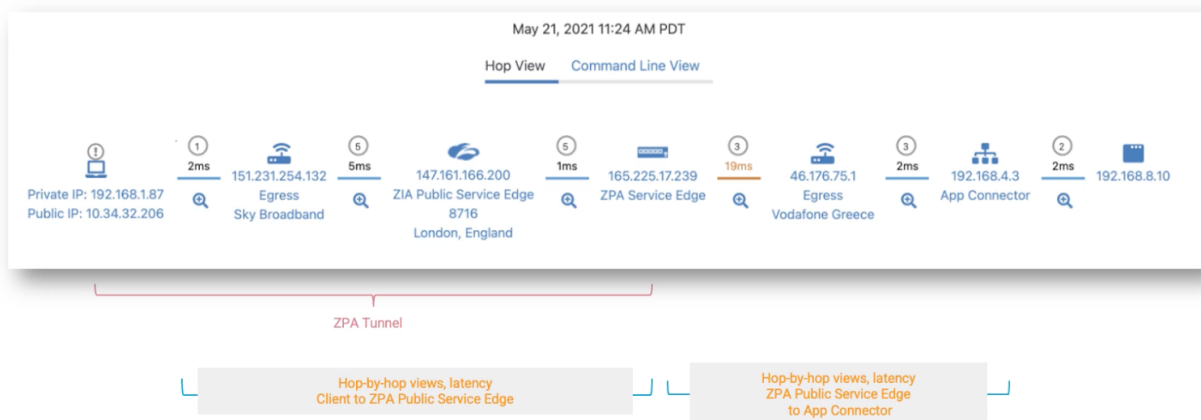 May 21, 2021 11:24 AM PDT
Hop View
Command Line View
!
Private IP: 192.168.1.87
Public IP: 10.34.32.206
1
2ms
151.231.254.132
Egress
Sky Broadband
5
5ms
147.161.166.200
ZIA Public Service Edge
8716
London, England
5
1ms
165.225.17.239
ZPA Service Edge
3
19ms
46.176.75.1
Egress
Vodafone Greece
3
2ms
192.168.4.3
App Connector
2
2ms
192.168.8.10
ZPA Tunnel
Hop-by-hop views, latency
Client to ZPA Public Service Edge
Hop-by-hop views, latency
ZPA Public Service Edge
to App Connector